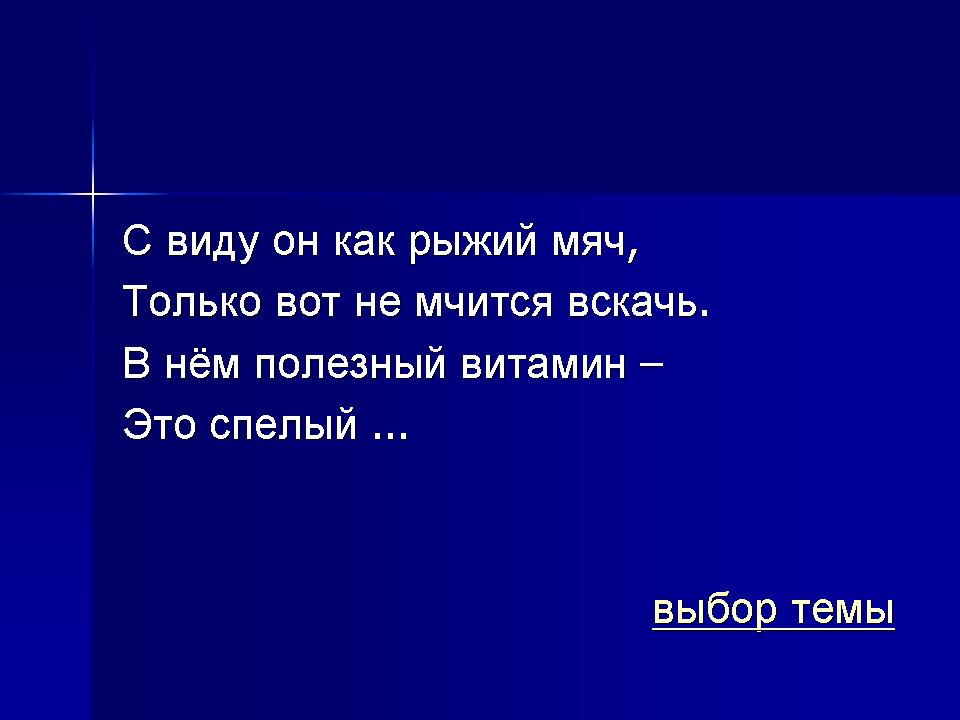 С виду он как рыжий мяч,
Только вот не мчится вскачь.
В нём полезный витамин –
Это спелый ...
выбор темы